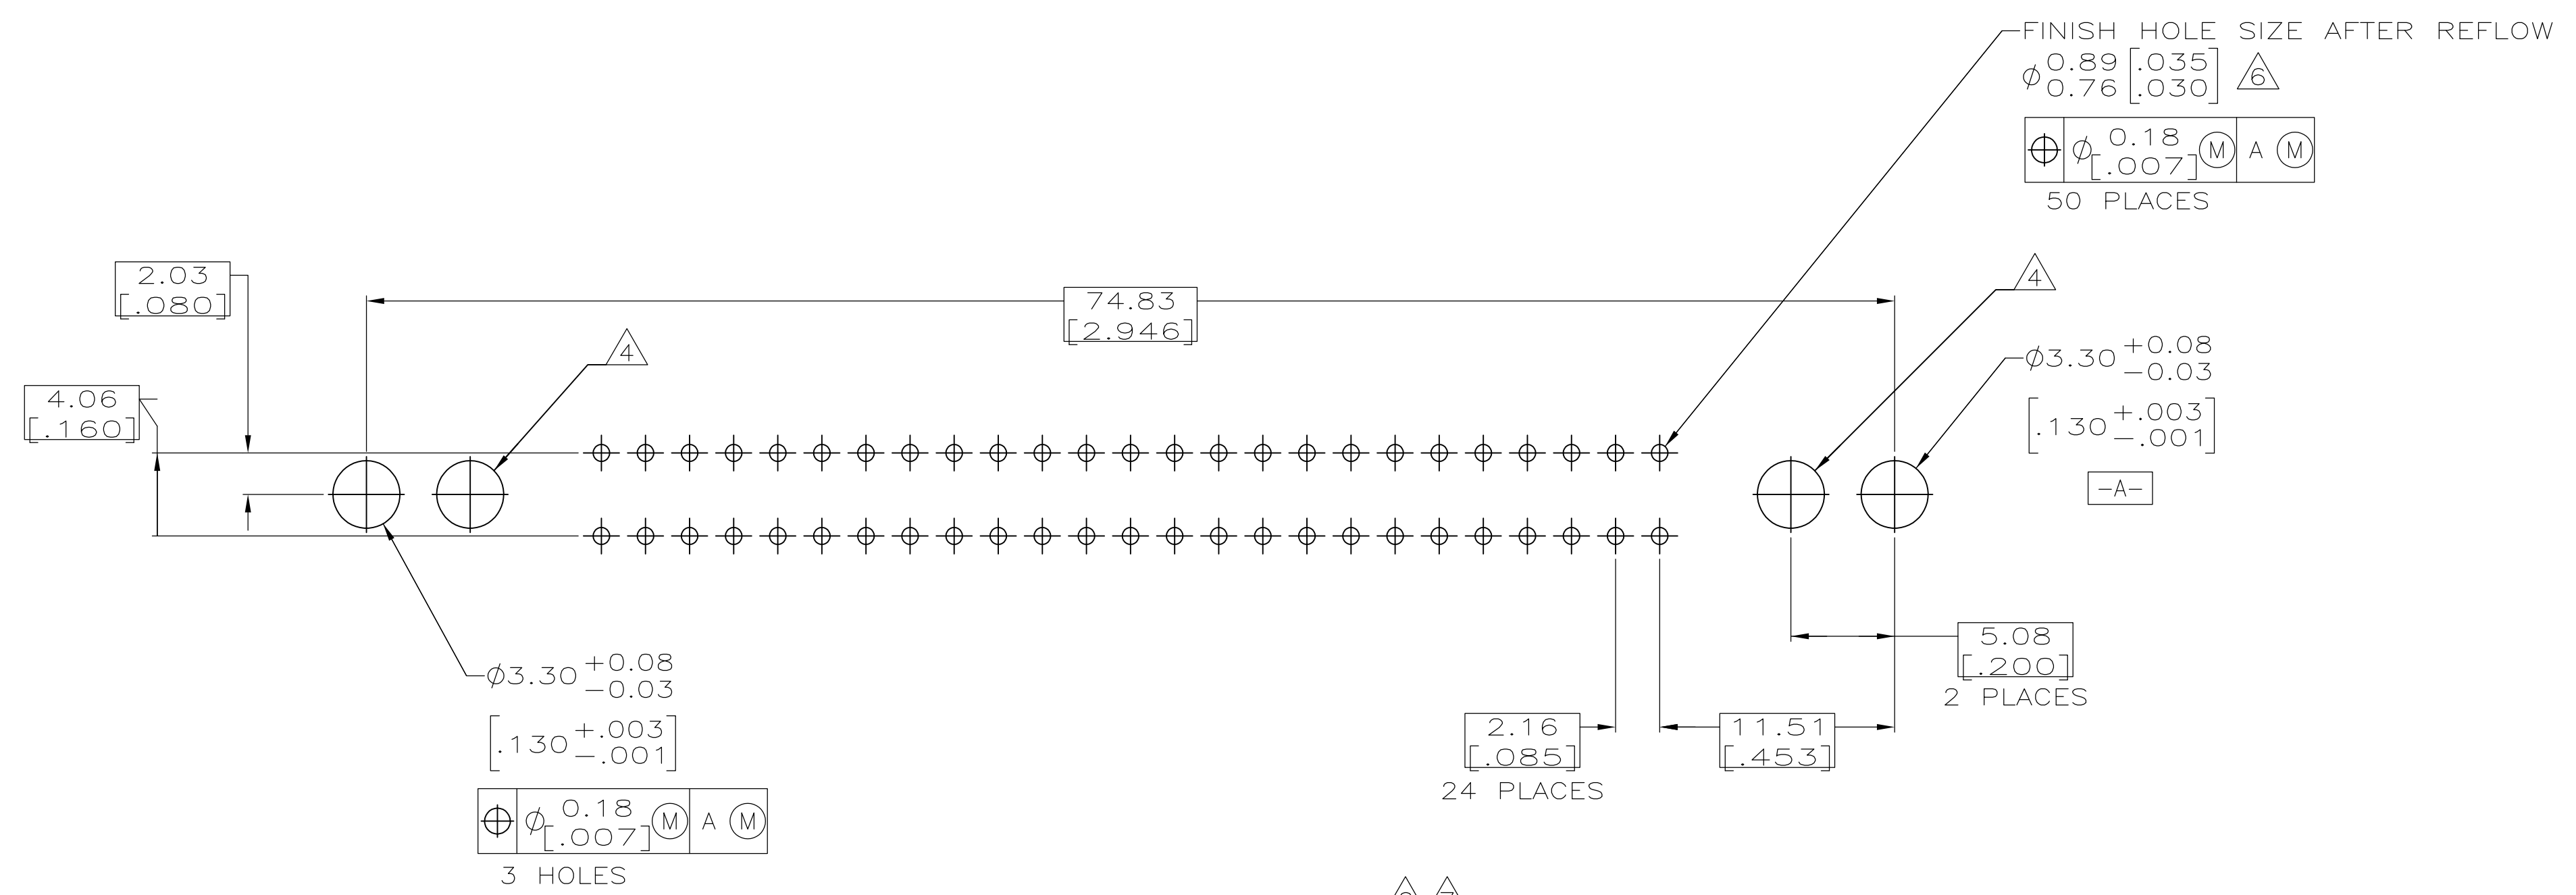 FINISH HOLE SIZE AFTER REFLOW
⌀ 0.89 [.035]
0.76 [.030] 6
⌖ ⌀ 0.18 [.007] Ⓜ A Ⓜ
50 PLACES
2.03
[.080]
74.83
[2.946]
4
4
⌀3.30 +0.08
-0.03
[.130 +.003
-.001]
-A-
4.06
[.160]
5.08
[.200]
2 PLACES
⌀3.30 +0.08
-0.03
[.130 +.003
-.001]
⌖ ⌀ 0.18 [.007] Ⓜ A Ⓜ
3 HOLES
2.16
[.085]
24 PLACES
11.51
[.453]